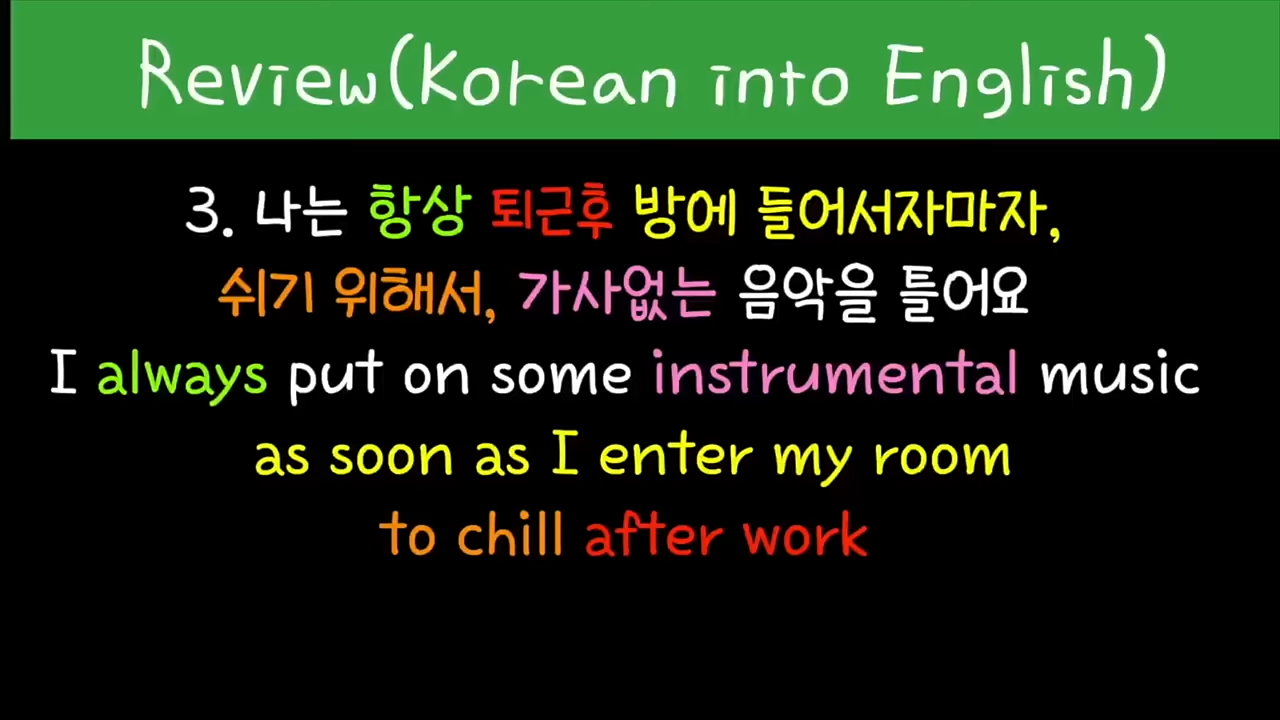 Review(Korean into English)
3. 나는 항상 퇴근후 방에 들어서자마자,
쉬기 위해서, 가사없는 음악을 틀어요
I always put on some instrumental music
as soon as I enter my room
to chill after work